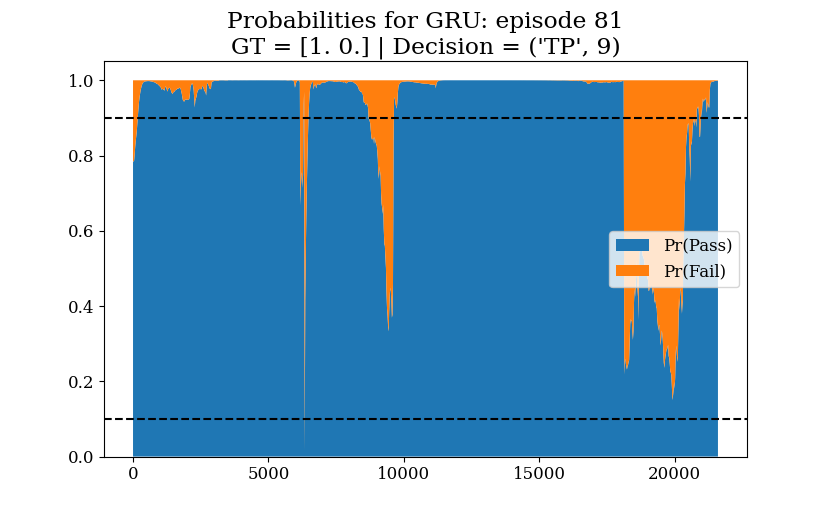 Probabilities for GRU: episode 81
GT = [1. 0.] | Decision = ('TP', 9)
1.0
0.8
0.6
0.4
0.2
0.0
Pr(Pass)
Pr(Fail)
0
5000
10000
15000
20000